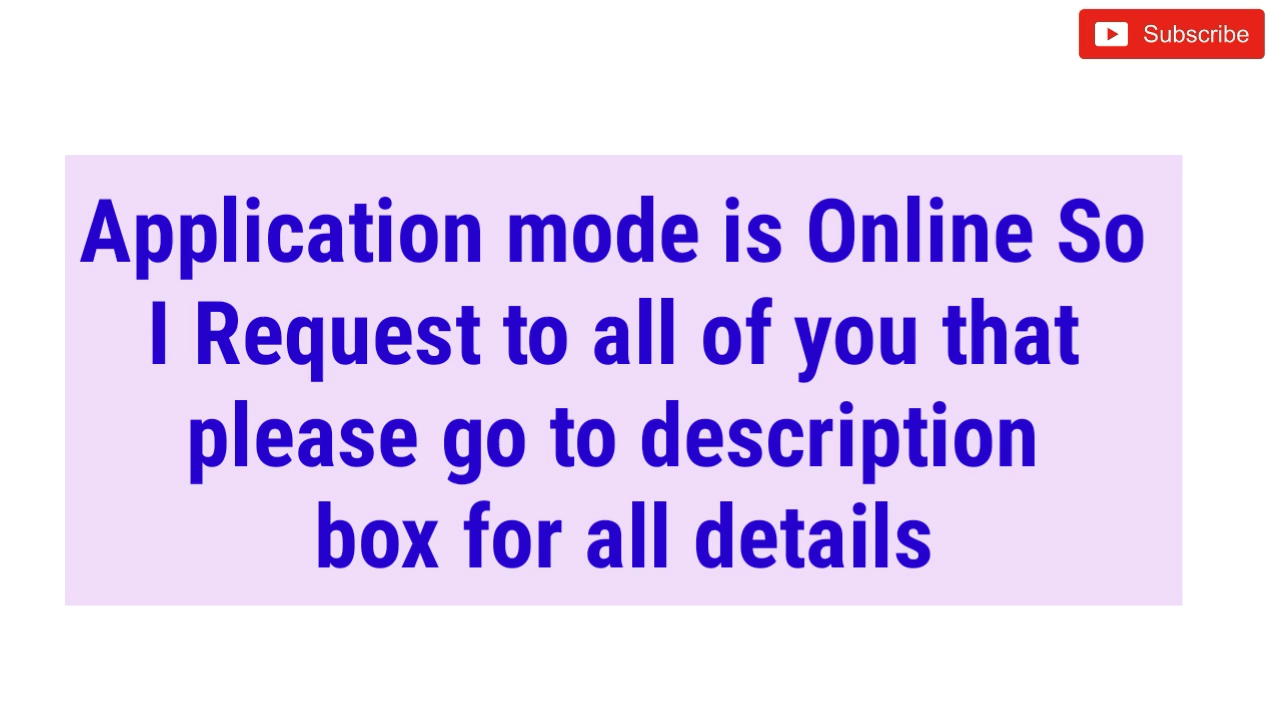 Subscribe
Application mode is Online So
I Request to all of you that
please go to description
box for all details